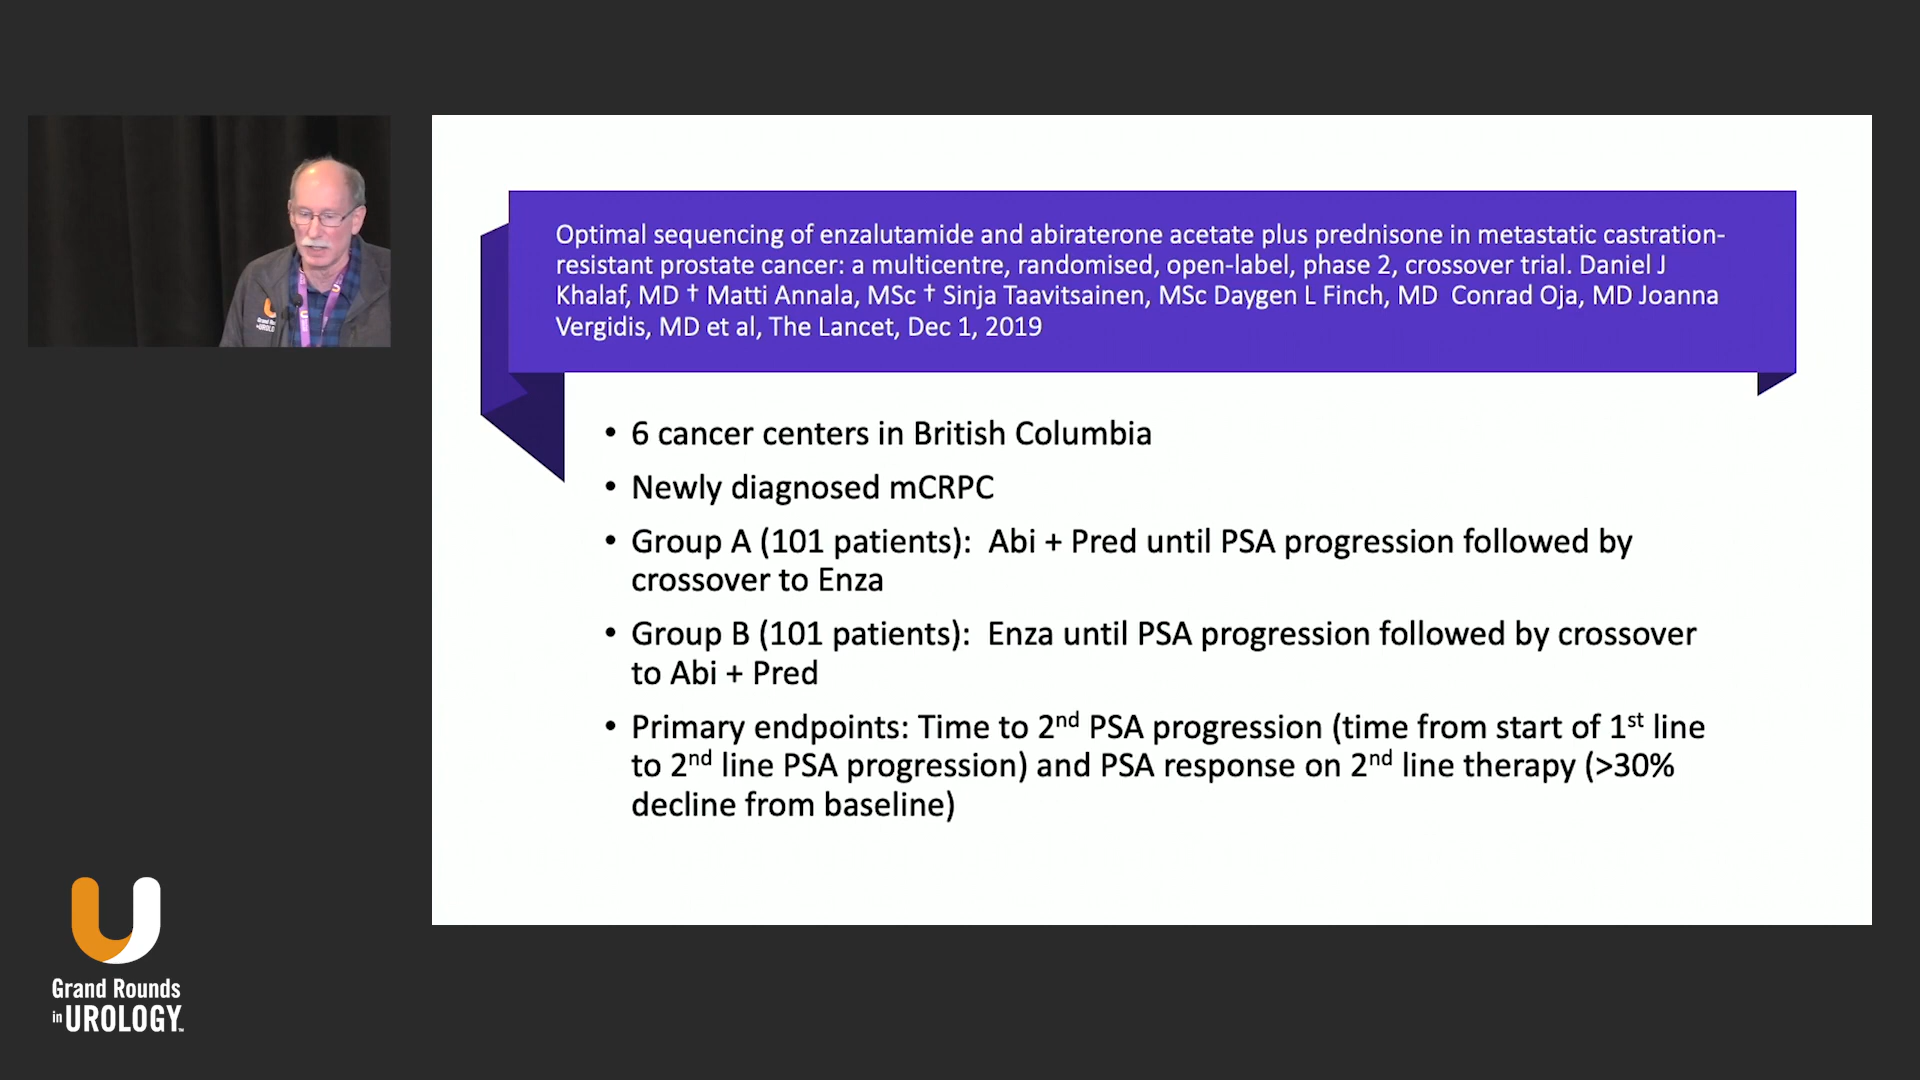 Optimal sequencing of enzalutamide and abiraterone acetate plus prednisone in metastatic castration-
resistant prostate cancer: a multicentre, randomised, open-label, phase 2, crossover trial. Daniel J
Khalaf, MD † Matti Annala, MSc † Sinja Taavitsainen, MSc Daygen L Finch, MD  Conrad Oja, MD Joanna
Vergidis, MD et al, The Lancet, Dec 1, 2019
• 6 cancer centers in British Columbia
• Newly diagnosed mCRPC
• Group A (101 patients):  Abi + Pred until PSA progression followed by
crossover to Enza
• Group B (101 patients):  Enza until PSA progression followed by crossover
to Abi + Pred
• Primary endpoints: Time to 2nd PSA progression (time from start of 1st line
to 2nd line PSA progression) and PSA response on 2nd line therapy (>30%
decline from baseline)
Grand Rounds
in UROLOGY™